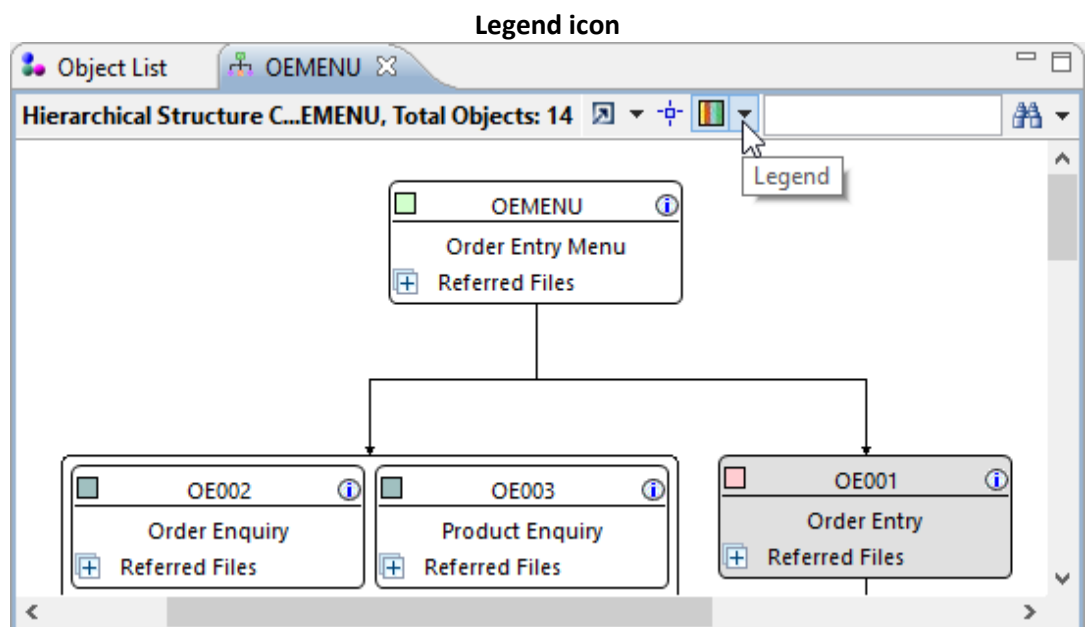 Legend icon
Object List OEMENU
Hierarchical Structure C...EMENU, Total Objects: 14
Legend
OEMENU
Order Entry Menu
Referred Files
OE002 OE003 OE001
Order Enquiry Product Enquiry Order Entry
Referred Files Referred Files Referred Files